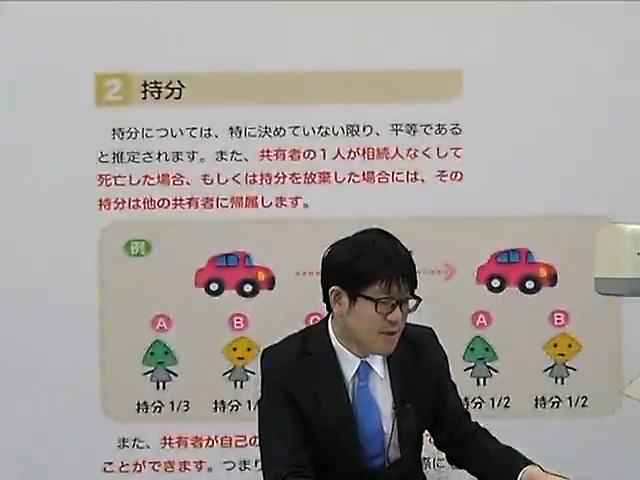 2 持分
持分については、特に決めていない限り、平等である
と推定されます。また、共有者の1人が相続人なくして
死亡した場合、もしくは持分を放棄した場合には、その
持分は他の共有者に帰属します。
例
A B C A B
持分 1/3 持分 1/ 持分 1/2 持分 1/2
また、共有者が自己の
ことができます。つまり